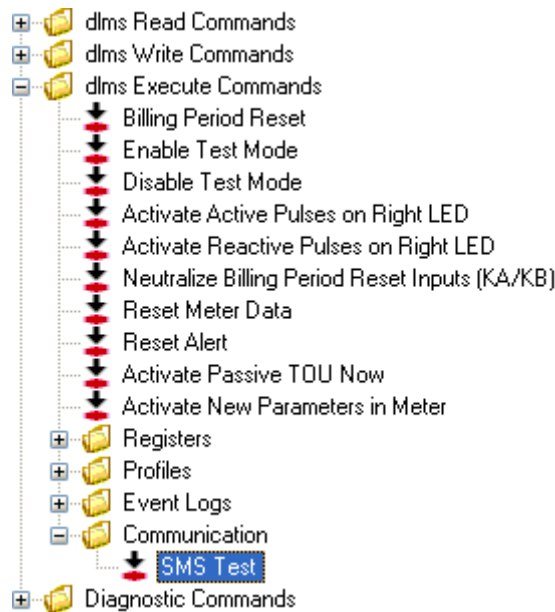 dlms Read Commands
dlms Write Commands
dlms Execute Commands
Billing Period Reset
Enable Test Mode
Disable Test Mode
Activate Active Pulses on Right LED
Activate Reactive Pulses on Right LED
Neutralize Billing Period Reset Inputs (KA/KB)
Reset Meter Data
Reset Alert
Activate Passive TOU Now
Activate New Parameters in Meter
Registers
Profiles
Event Logs
Communication
SMS Test
Diagnostic Commands